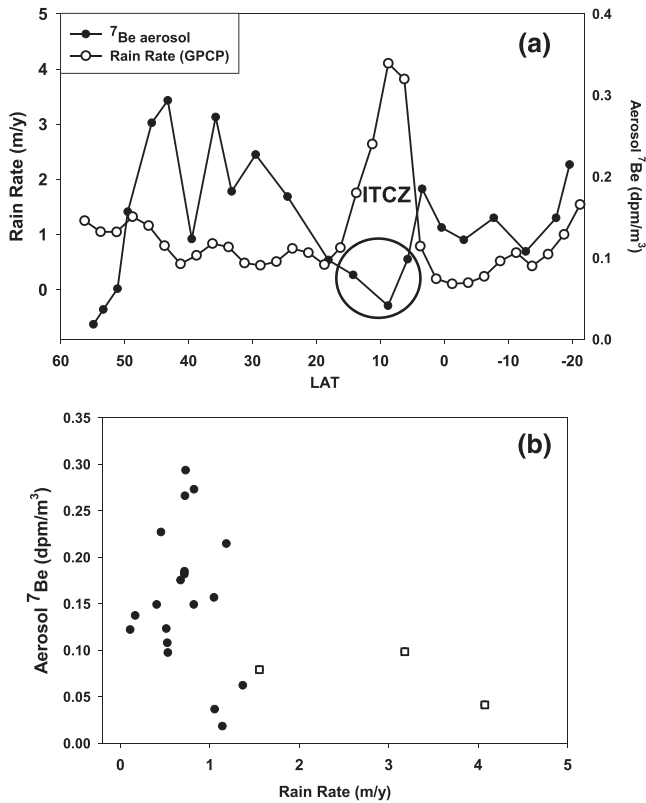 (a)
⁷Be aerosol
Rain Rate (GPCP)
ITCZ
Rain Rate (m/y)
5
4
3
2
1
0
Aerosol ⁷Be (dpm/m³)
0.4
0.3
0.2
0.1
0.0
60 50 40 30 20 10 0 -10 -20
LAT
(b)
Aerosol ⁷Be (dpm/m³)
0.35
0.30
0.25
0.20
0.15
0.10
0.05
0.00
0 1 2 3 4 5
Rain Rate (m/y)